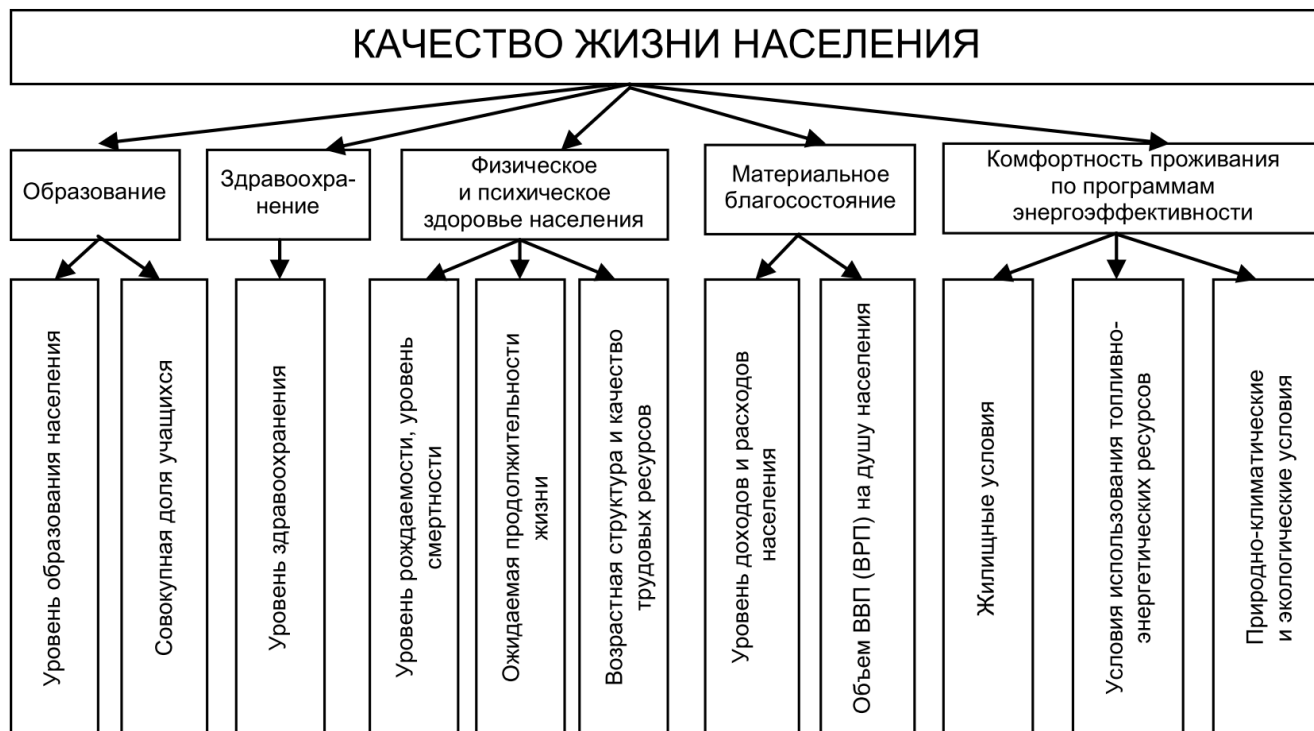 КАЧЕСТВО ЖИЗНИ НАСЕЛЕНИЯ
Образование
Здравоохра-
нение
Физическое
и психическое
здоровье населения
Материальное
благосостояние
Комфортность проживания
по программам
энергоэффективности
Уровень образования населения
Совокупная доля учащихся
Уровень здравоохранения
Уровень рождаемости, уровень
смертности
Ожидаемая продолжительности
жизни
Возрастная структура и качество
трудовых ресурсов
Уровень доходов и расходов
населения
Объем ВВП (ВРП) на душу населения
Жилищные условия
Условия использования топливно-
энергетических ресурсов
Природно-климатические
и экологические условия